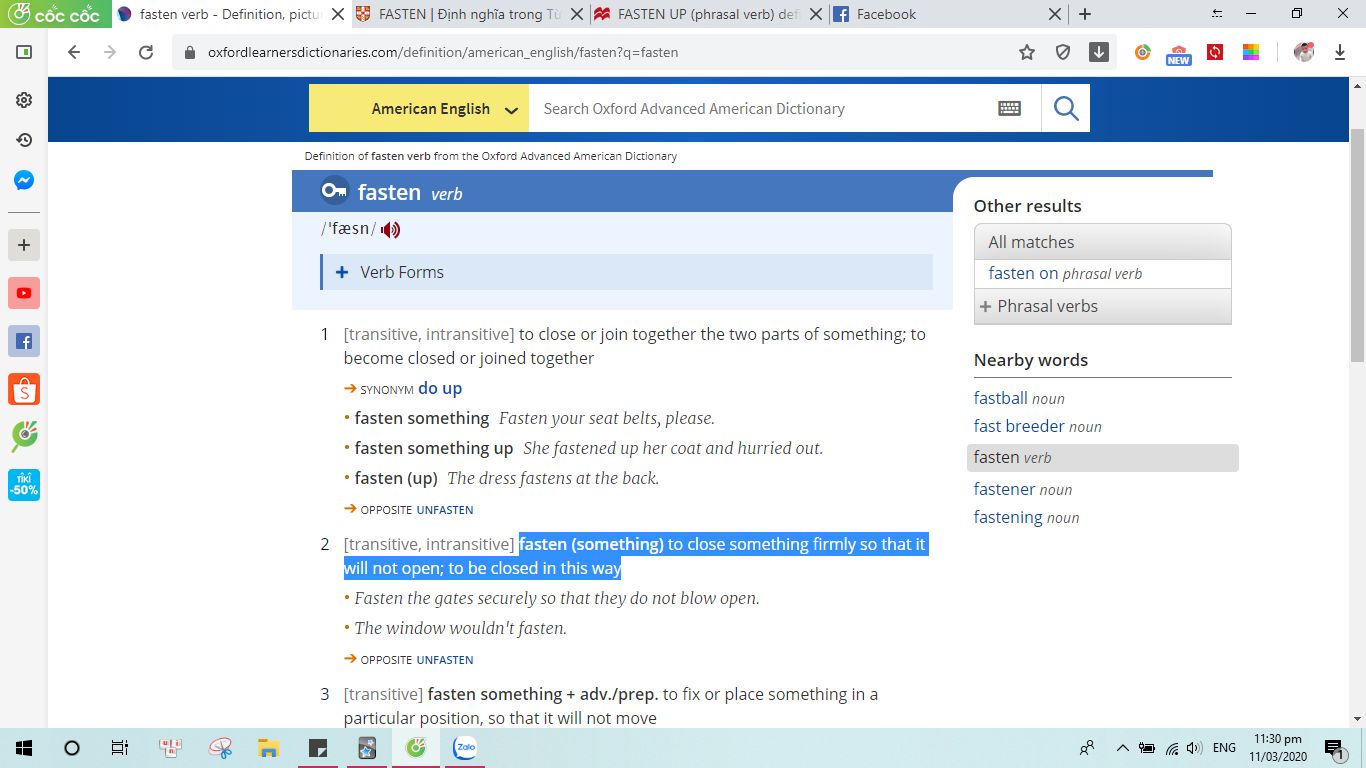 cốc cốc
fasten verb - Definition, pictu
FASTEN | Định nghĩa trong Từ
FASTEN UP (phrasal verb) defi
Facebook
oxfordlearnersdictionaries.com/definition/american_english/fasten?q=fasten
NEW
American English
Search Oxford Advanced American Dictionary
Definition of fasten verb from the Oxford Advanced American Dictionary
fasten verb
/ˈfæsn/
+ Verb Forms
1 [transitive, intransitive] to close or join together the two parts of something; to
become closed or joined together
➔ SYNONYM do up
• fasten something Fasten your seat belts, please.
• fasten something up She fastened up her coat and hurried out.
• fasten (up) The dress fastens at the back.
➔ OPPOSITE UNFASTEN
2 [transitive, intransitive] fasten (something) to close something firmly so that it
will not open; to be closed in this way
• Fasten the gates securely so that they do not blow open.
• The window wouldn't fasten.
➔ OPPOSITE UNFASTEN
3 [transitive] fasten something + adv./prep. to fix or place something in a
particular position, so that it will not move
Other results
All matches
fasten on phrasal verb
+ Phrasal verbs
Nearby words
fastball noun
fast breeder noun
fasten verb
fastener noun
fastening noun
TIKI
-50%
Zalo
ENG
11:30 pm
11/03/2020
1